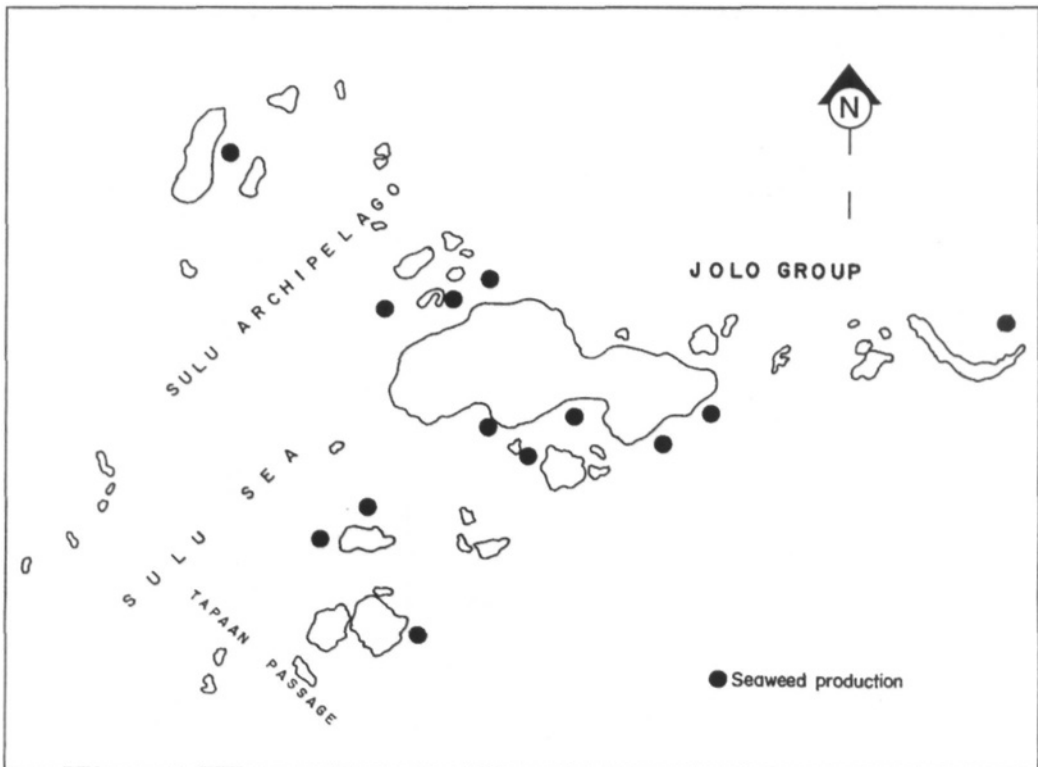 N
JOLO GROUP
SULU ARCHIPELAGO
SULU SEA
TAPAAN PASSAGE
Seaweed production